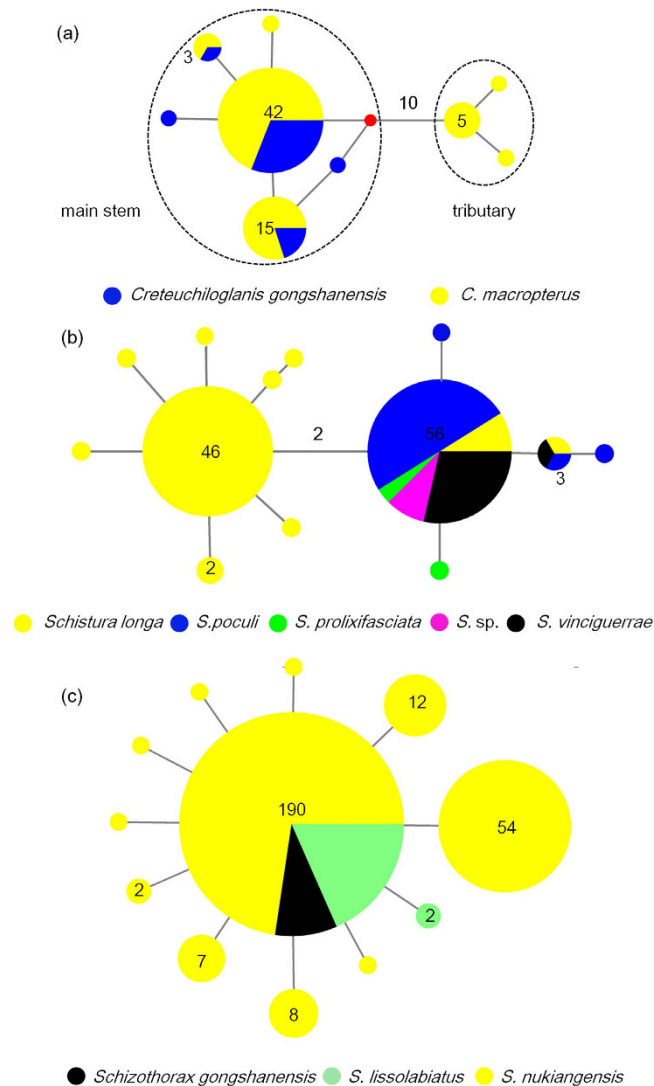 (a)
3
42
10
5
15
main stem
tributary
Creteuchiloglanis gongshanensis C. macropterus
(b)
2
46
56
3
2
Schistura longa S.poculi S. prolixifasciata S. sp. S. vinciguerrae
(c)
12
190
54
2
2
7
8
Schizothorax gongshanensis S. lissolabiatus S. nukiangensis